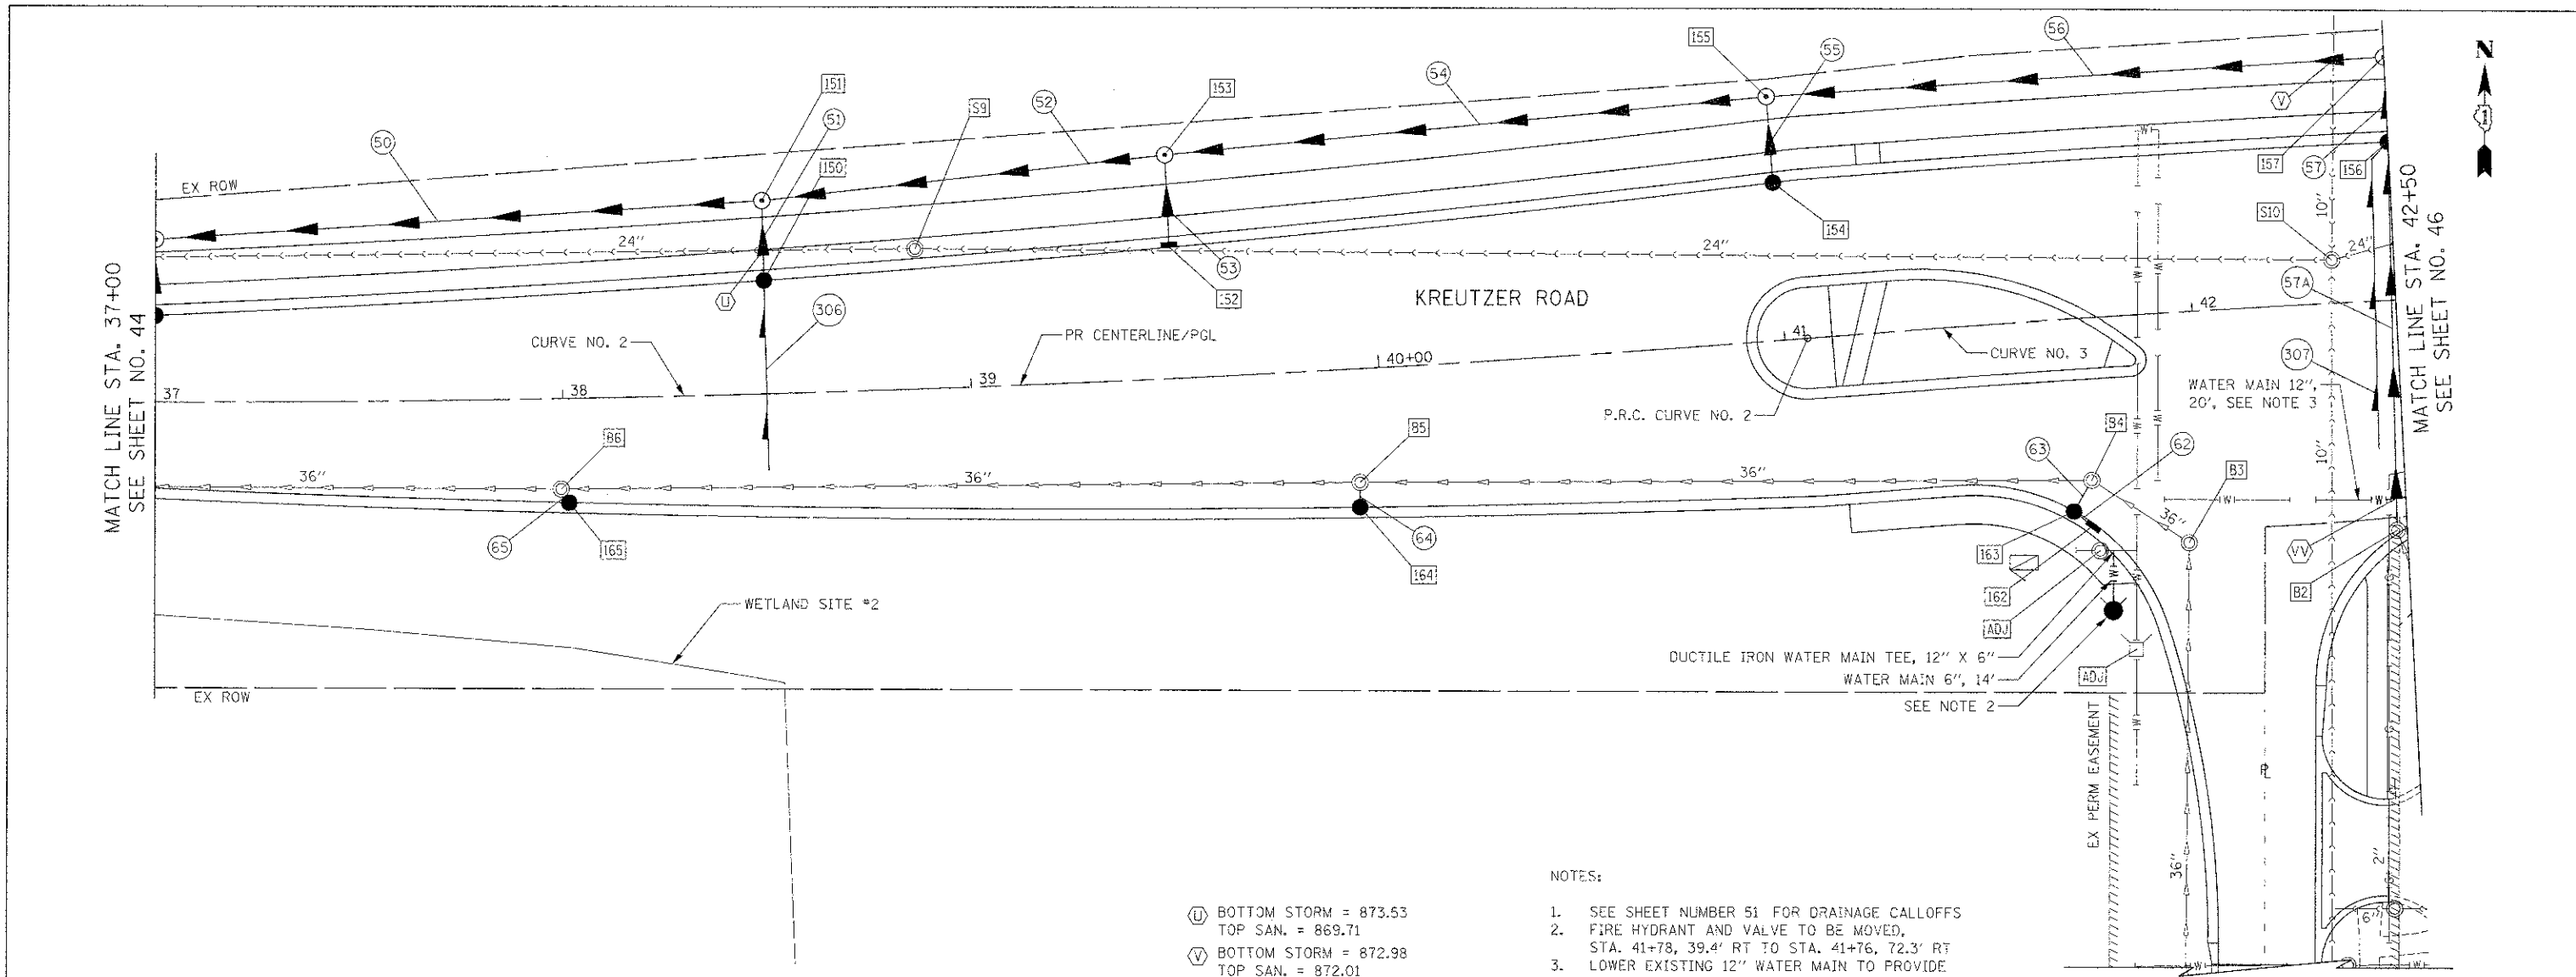 56
155
55
N
54
151
153
52
S9
51
50
150
V
157
57
156
EX ROW
10"
S10
24"
24"
24"
154
53
152
U
306
KREUTZER ROAD
57A
MATCH LINE STA. 37+00
SEE SHEET NO. 44
MATCH LINE STA. 42+50
SEE SHEET NO. 46
CURVE NO. 2
PR CENTERLINE/PGL
37
38
39
40+00
41
42
CURVE NO. 3
307
WATER MAIN 12",
20', SEE NOTE 3
P.R.C. CURVE NO. 2
B6
B5
B4
63
62
B3
36"
36"
36"
10"
36"
65
165
64
164
163
162
ADJ
VV
B2
WETLAND SITE #2
DUCTILE IRON WATER MAIN TEE, 12" X 6"
WATER MAIN 6", 14'
ADJ
SEE NOTE 2
EX ROW
EX PERM EASEMENT
PL
36"
2"
6"
U BOTTOM STORM = 873.53
TOP SAN. = 869.71
V BOTTOM STORM = 872.98
TOP SAN. = 872.01
NOTES:
1. SEE SHEET NUMBER 51 FOR DRAINAGE CALLOFFS
2. FIRE HYDRANT AND VALVE TO BE MOVED,
STA. 41+78, 39.4' RT TO STA. 41+76, 72.3' RT
3. LOWER EXISTING 12" WATER MAIN TO PROVIDE